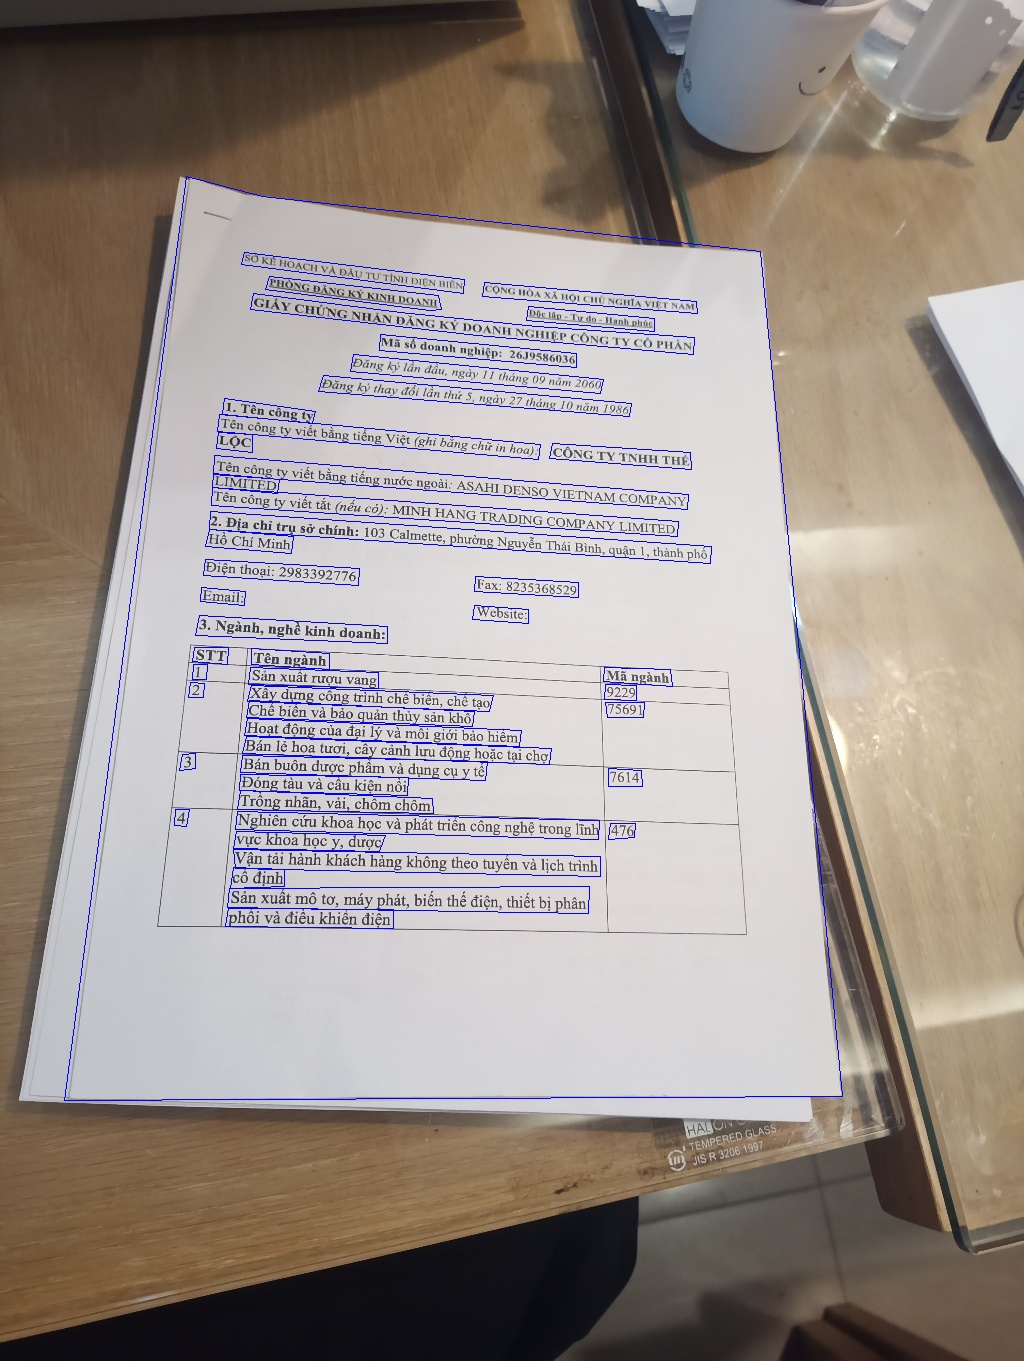 SỞ KẾ HOẠCH VÀ ĐẦU TƯ TỈNH ĐIỆN BIÊN
CỘNG HÒA XÃ HỘI CHỦ NGHĨA VIỆT NAM
PHÒNG ĐĂNG KÝ KINH DOANH
Độc lập - Tự do - Hạnh phúc
GIẤY CHỨNG NHẬN ĐĂNG KÝ DOANH NGHIỆP CÔNG TY CỔ PHẦN
Mã số doanh nghiệp: 26J9586036
Đăng ký lần đầu, ngày 11 tháng 09 năm 2060
Đăng ký thay đổi lần thứ 5, ngày 27 tháng 10 năm 1986
1. Tên công ty
Tên công ty viết bằng tiếng Việt (ghi bằng chữ in hoa): CÔNG TY TNHH THẾ
LỘC
Tên công ty viết bằng tiếng nước ngoài: ASAHI DENSO VIETNAM COMPANY
LIMITED
Tên công ty viết tắt (nếu có): MINH HANG TRADING COMPANY LIMITED
2. Địa chỉ trụ sở chính: 103 Calmette, phường Nguyễn Thái Bình, quận 1, thành phố
Hồ Chí Minh
Điện thoại: 2983392776
Fax: 8235368529
Email:
Website:
3. Ngành, nghề kinh doanh:
STT Tên ngành Mã ngành
1 Sản xuất rượu vang 9229
2 Xây dựng công trình chế biến, chế tạo 75691
Chế biến và bảo quản thủy sản khô
Hoạt động của đại lý và môi giới bảo hiểm
Bán lẻ hoa tươi, cây cảnh lưu động hoặc tại chợ
3 Bán buôn dược phẩm và dụng cụ y tế 7614
Đóng tàu và cấu kiện nổi
Trồng nhãn, vải, chôm chôm
4 Nghiên cứu khoa học và phát triển công nghệ trong lĩnh 476
vực khoa học y, dược
Vận tải hành khách hàng không theo tuyến và lịch trình
cố định
Sản xuất mô tơ, máy phát, biến thế điện, thiết bị phân
phối và điều khiển điện
TEMPERED GLASS
JIS R 3206 1997